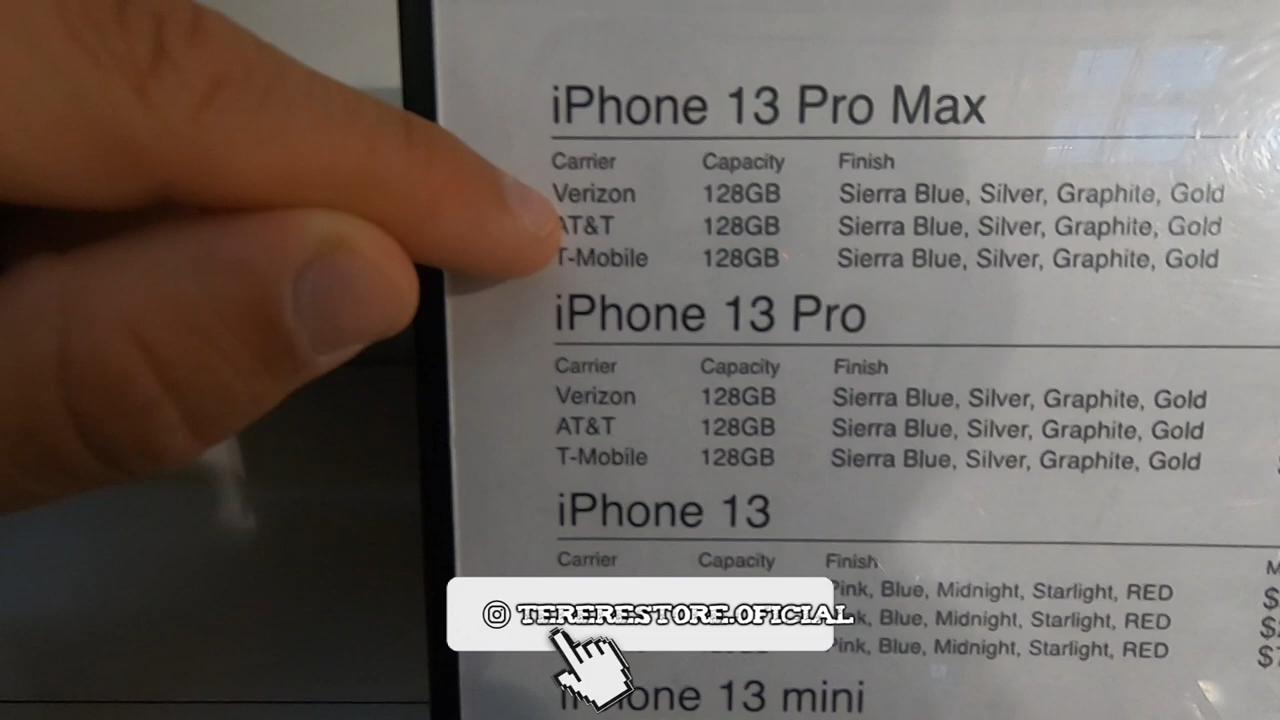 iPhone 13 Pro Max
Carrier Capacity Finish
Verizon 128GB Sierra Blue, Silver, Graphite, Gold
AT&T 128GB Sierra Blue, Silver, Graphite, Gold
T-Mobile 128GB Sierra Blue, Silver, Graphite, Gold
iPhone 13 Pro
Carrier Capacity Finish
Verizon 128GB Sierra Blue, Silver, Graphite, Gold
AT&T 128GB Sierra Blue, Silver, Graphite, Gold
T-Mobile 128GB Sierra Blue, Silver, Graphite, Gold
iPhone 13
Carrier Capacity Finish
Pink, Blue, Midnight, Starlight, RED
Pink, Blue, Midnight, Starlight, RED
Pink, Blue, Midnight, Starlight, RED
TERERESTORE.OFICIAL
iPhone 13 mini